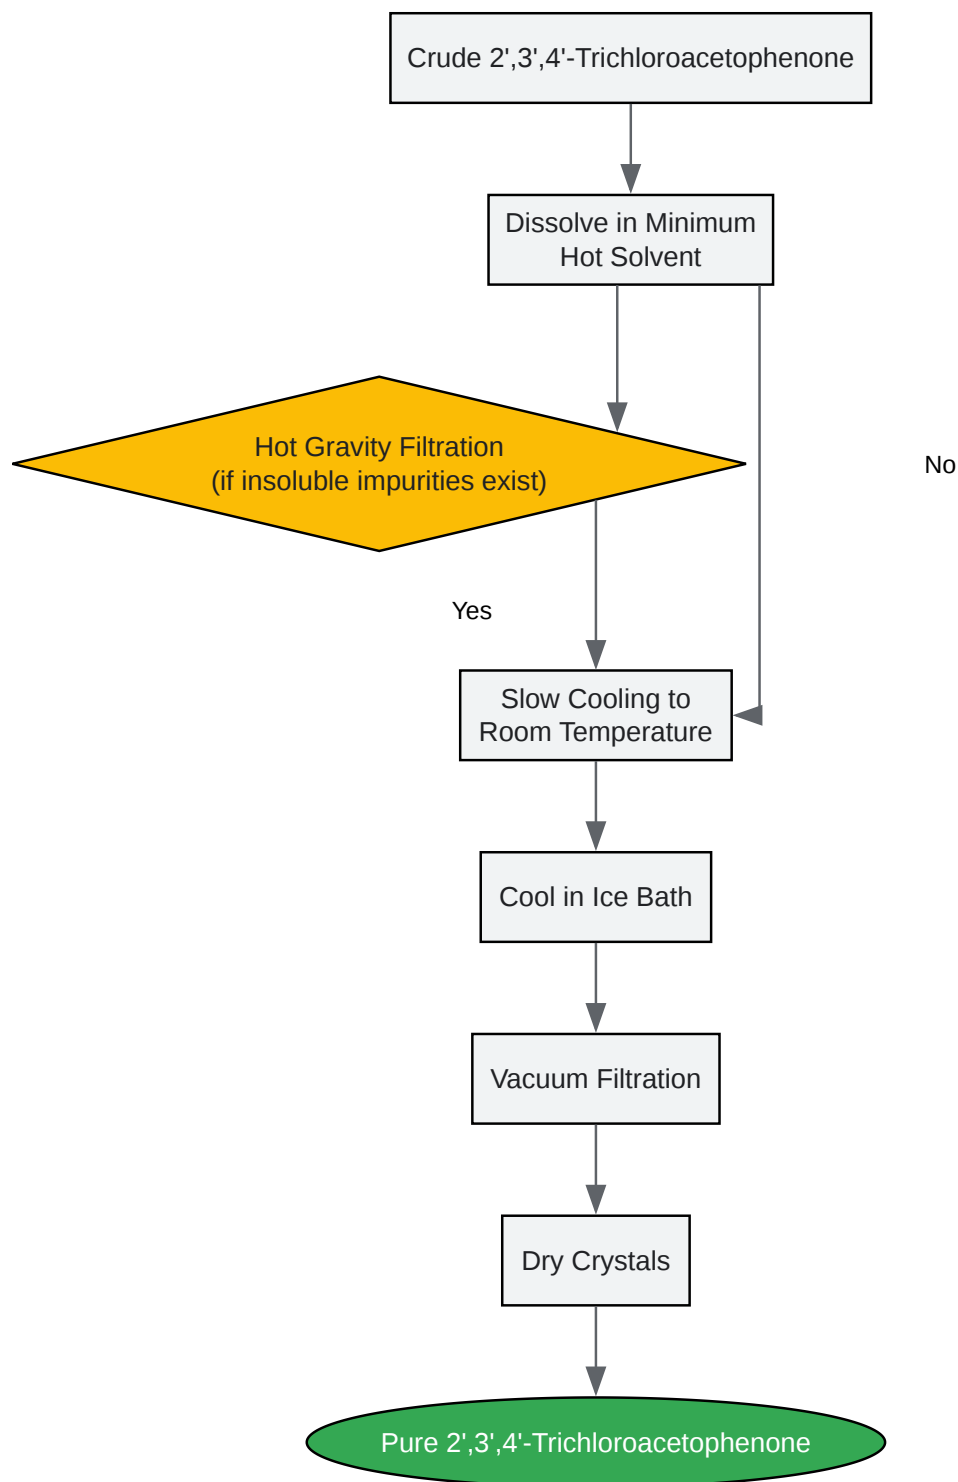 Crude 2',3',4'-Trichloroacetophenone
Dissolve in Minimum
Hot Solvent
Hot Gravity Filtration
(if insoluble impurities exist)
No
Yes
Slow Cooling to
Room Temperature
Cool in Ice Bath
Vacuum Filtration
Dry Crystals
Pure 2',3',4'-Trichloroacetophenone